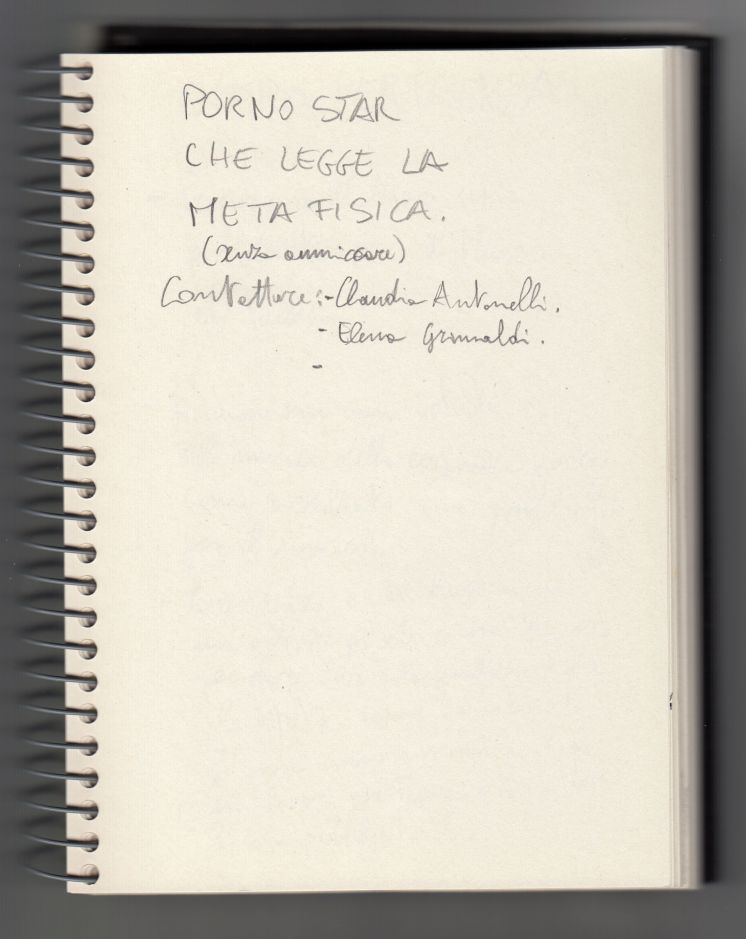 PORNO STAR
CHE LEGGE LA
METAFISICA.
(senza ammiccare)
Contattare:-Claudia Antonelli.
- Elena Grimaldi.
-